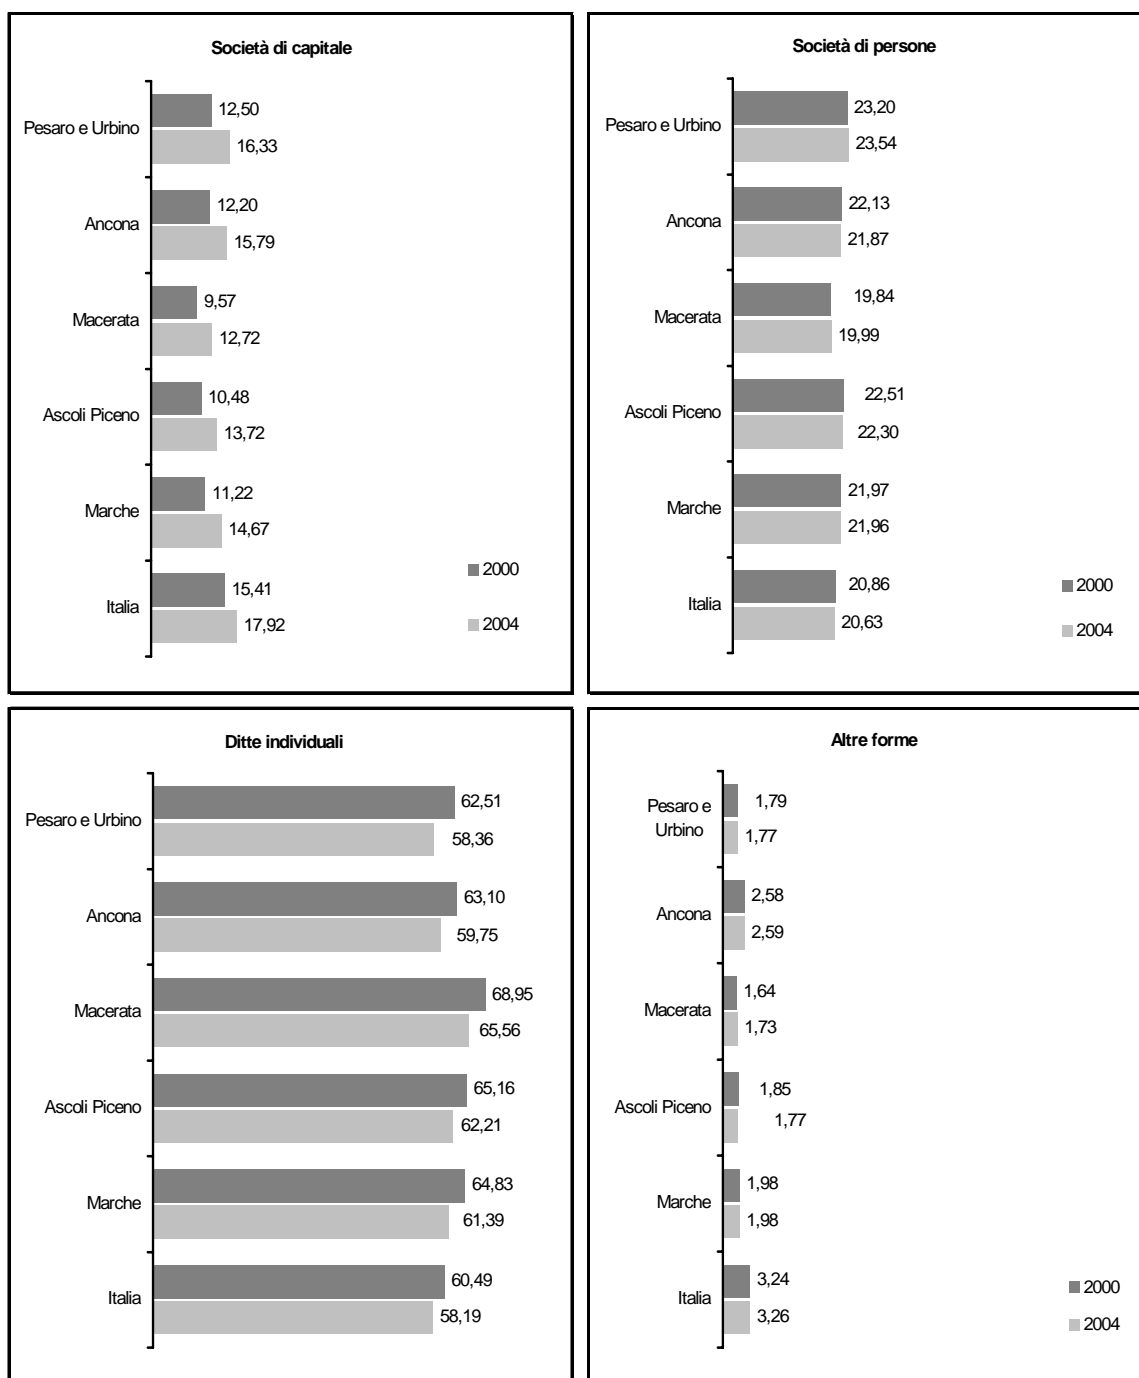 Società di capitale
Pesaro e Urbino
12,50
16,33
Ancona
12,20
15,79
Macerata
9,57
12,72
Ascoli Piceno
10,48
13,72
Marche
11,22
14,67
Italia
15,41
17,92
2000
2004
Società di persone
Pesaro e Urbino
23,20
23,54
Ancona
22,13
21,87
Macerata
19,84
19,99
Ascoli Piceno
22,51
22,30
Marche
21,97
21,96
Italia
20,86
20,63
2000
2004
Ditte individuali
Pesaro e Urbino
62,51
58,36
Ancona
63,10
59,75
Macerata
68,95
65,56
Ascoli Piceno
65,16
62,21
Marche
64,83
61,39
Italia
60,49
58,19
Altre forme
Pesaro e
Urbino
1,79
1,77
Ancona
2,58
2,59
Macerata
1,64
1,73
Ascoli Piceno
1,85
1,77
Marche
1,98
1,98
Italia
3,24
3,26
2000
2004